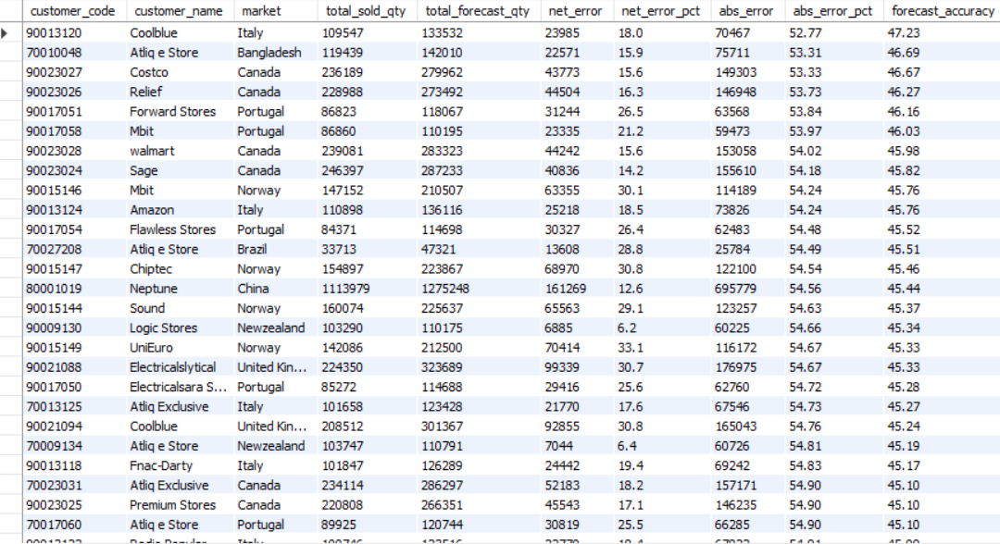 customer_code customer_name market total_sold_qty total_forecast_qty net_error net_error_pct abs_error abs_error_pct forecast_accuracy
90013120 Coolblue Italy 109547 133532 23985 18.0 70467 52.77 47.23
70010048 Atliq e Store Bangladesh 119439 142010 22571 15.9 75711 53.31 46.69
90023027 Costco Canada 236189 279962 43773 15.6 149303 53.33 46.67
90023026 Relief Canada 228988 273492 44504 16.3 146948 53.73 46.27
90017051 Forward Stores Portugal 86823 118067 31244 26.5 63568 53.84 46.16
90017058 Mbit Portugal 86860 110195 23335 21.2 59473 53.97 46.03
90023028 walmart Canada 239081 283323 44242 15.6 153058 54.02 45.98
90023024 Sage Canada 246397 287233 40836 14.2 155610 54.18 45.82
90015146 Mbit Norway 147152 210507 63355 30.1 114189 54.24 45.76
90013124 Amazon Italy 110898 136116 25218 18.5 73826 54.24 45.76
90017054 Flawless Stores Portugal 84371 114698 30327 26.4 62483 54.48 45.52
70027208 Atliq e Store Brazil 33713 47321 13608 28.8 25784 54.49 45.51
90015147 Chiptec Norway 154897 223867 68970 30.8 122100 54.54 45.46
80001019 Neptune China 1113979 1275248 161269 12.6 695779 54.56 45.44
90015144 Sound Norway 160074 225637 65563 29.1 123257 54.63 45.37
90009130 Logic Stores Newzealand 103290 110175 6885 6.2 60225 54.66 45.34
90015149 UniEuro Norway 142086 212500 70414 33.1 116172 54.67 45.33
90021088 Electricalslytical United Kin... 224350 323689 99339 30.7 176975 54.67 45.33
90017050 Electricalsara S... Portugal 85272 114688 29416 25.6 62760 54.72 45.28
70013125 Atliq Exclusive Italy 101658 123428 21770 17.6 67546 54.73 45.27
90021094 Coolblue United Kin... 208512 301367 92855 30.8 165043 54.76 45.24
70009134 Atliq e Store Newzealand 103747 110791 7044 6.4 60726 54.81 45.19
90013118 Fnac-Darty Italy 101847 126289 24442 19.4 69242 54.83 45.17
70023031 Atliq Exclusive Canada 234114 286297 52183 18.2 157171 54.90 45.10
90023025 Premium Stores Canada 220808 266351 45543 17.1 146235 54.90 45.10
70017060 Atliq e Store Portugal 89925 120744 30819 25.5 66285 54.90 45.10